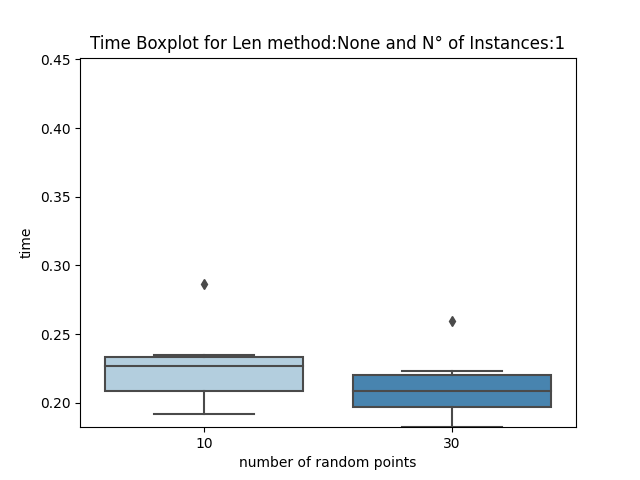 Time Boxplot for Len method:None and N° of Instances:1
0.45
0.40
0.35
0.30
0.25
0.20
time
10 30
number of random points